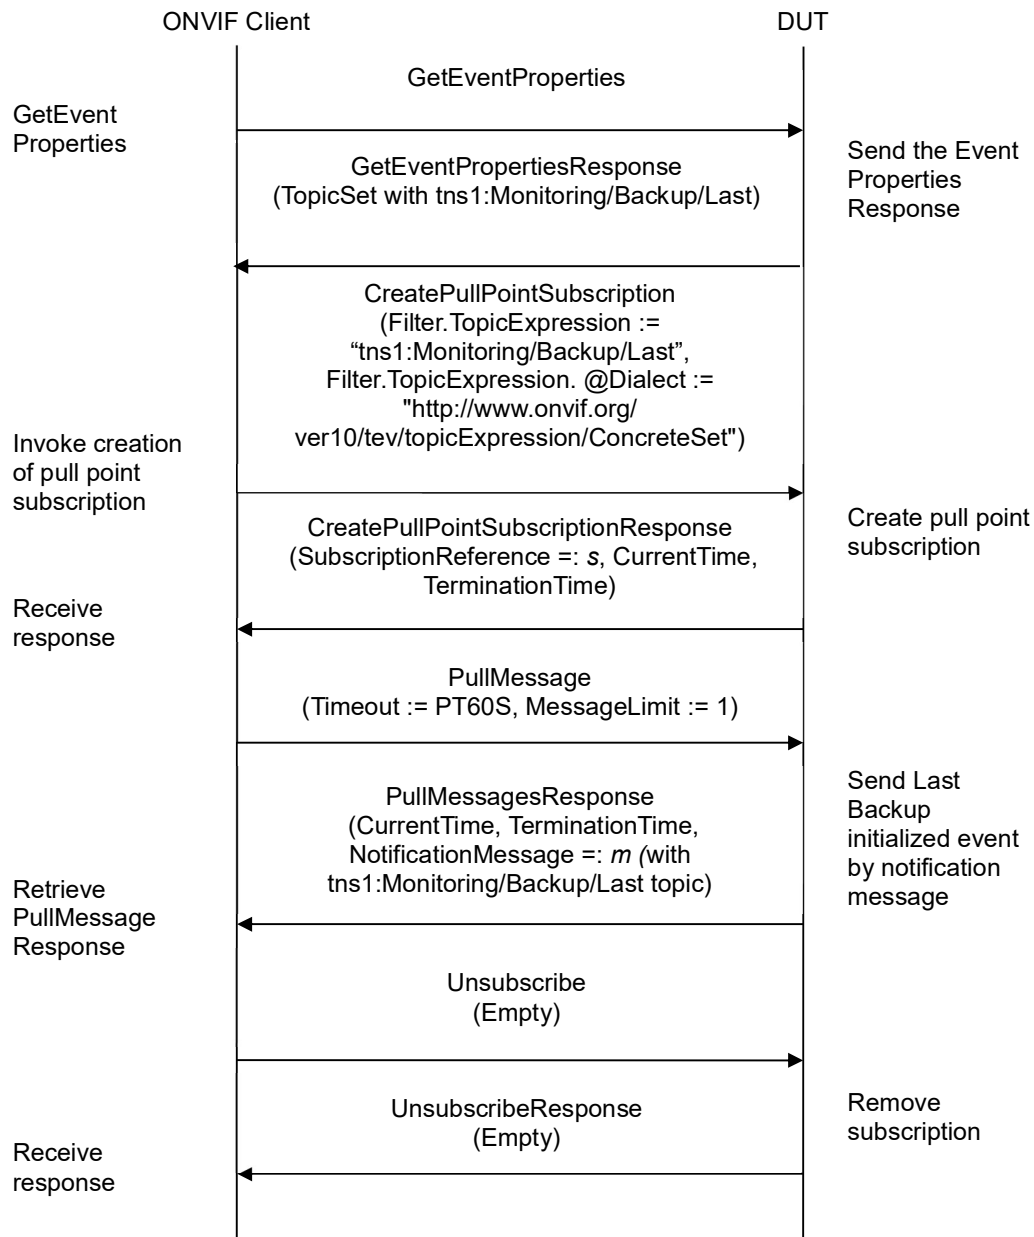 ONVIF Client
DUT
GetEventProperties
GetEvent
Properties
GetEventPropertiesResponse
(TopicSet with tns1:Monitoring/Backup/Last)
Send the Event
Properties
Response
CreatePullPointSubscription
(Filter.TopicExpression :=
“tns1:Monitoring/Backup/Last”,
Filter.TopicExpression. @Dialect :=
"http://www.onvif.org/
ver10/tev/topicExpression/ConcreteSet")
Invoke creation
of pull point
subscription
CreatePullPointSubscriptionResponse
(SubscriptionReference =: s, CurrentTime,
TerminationTime)
Create pull point
subscription
Receive
response
PullMessage
(Timeout := PT60S, MessageLimit := 1)
PullMessagesResponse
(CurrentTime, TerminationTime,
NotificationMessage =: m (with
tns1:Monitoring/Backup/Last topic)
Send Last
Backup
initialized event
by notification
message
Retrieve
PullMessage
Response
Unsubscribe
(Empty)
UnsubscribeResponse
(Empty)
Remove
subscription
Receive
response